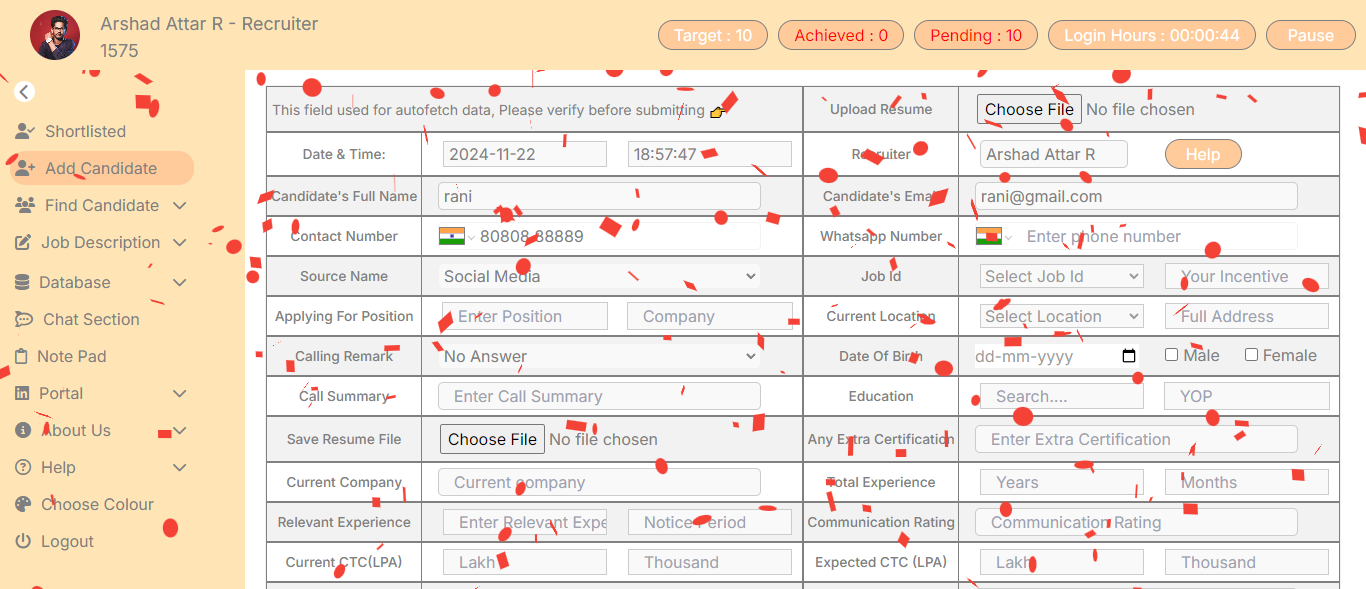 Arshad Attar R - Recruiter
1575
Target : 10
Achieved : 0
Pending : 10
Login Hours : 00:00:44
Pause
Shortlisted
Add Candidate
Find Candidate
Job Description
Database
Chat Section
Note Pad
Portal
About Us
Help
Choose Colour
Logout
This field used for autofetch data, Please verify before submitting
Upload Resume
Choose File No file chosen
Date & Time:
2024-11-22
18:57:47
Recruiter
Arshad Attar R
Help
Candidate's Full Name
rani
Candidate's Email
rani@gmail.com
Contact Number
80808 88889
Whatsapp Number
Enter phone number
Source Name
Social Media
Job Id
Select Job Id
Your Incentive
Applying For Position
Enter Position
Company
Current Location
Select Location
Full Address
Calling Remark
No Answer
Date Of Birth
dd-mm-yyyy
Male
Female
Call Summary
Enter Call Summary
Education
Search....
YOP
Save Resume File
Choose File No file chosen
Any Extra Certification
Enter Extra Certification
Current Company
Current company
Total Experience
Years
Months
Relevant Experience
Enter Relevant Expe
Notice Period
Communication Rating
Communication Rating
Current CTC(LPA)
Lakh
Thousand
Expected CTC (LPA)
Lakh
Thousand